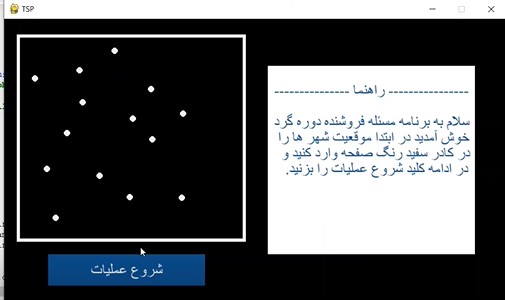 TSP
---------------- راهنما ---------------
سلام به برنامه مسئله فروشنده دوره گرد
خوش آمدید در ابتدا موقعیت شهر ها را
در کادر سفید رنگ صفحه وارد کنید و
در ادامه کلید شروع عملیات را بزنید.
شروع عملیات